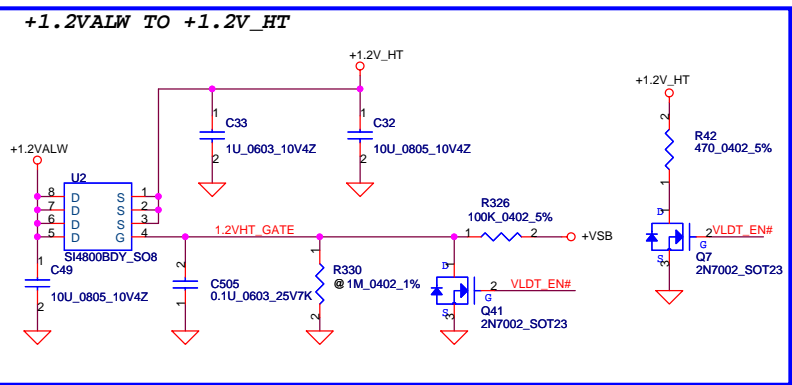 +1.2VALW TO +1.2V_HT
+1.2V_HT
+1.2V_HT
1
C33
1U_0603_10V4Z
2
1
C32
10U_0805_10V4Z
2
2
R42
470_0402_5%
1
+1.2VALW
U2
8 D S 1
7 D S 2
6 D S 3
5 D G 4
SI4800BDY_SO8
1
C49
10U_0805_10V4Z
2
1.2VHT_GATE
2
C505
0.1U_0603_25V7K
1
1
R330
@1M_0402_1%
2
R326
100K_0402_5%
1 2 +VSB
1
D
2 VLDT_EN#
G
S
3
Q41
2N7002_SOT23
1
D
2 VLDT_EN#
G
S
3
Q7
2N7002_SOT23